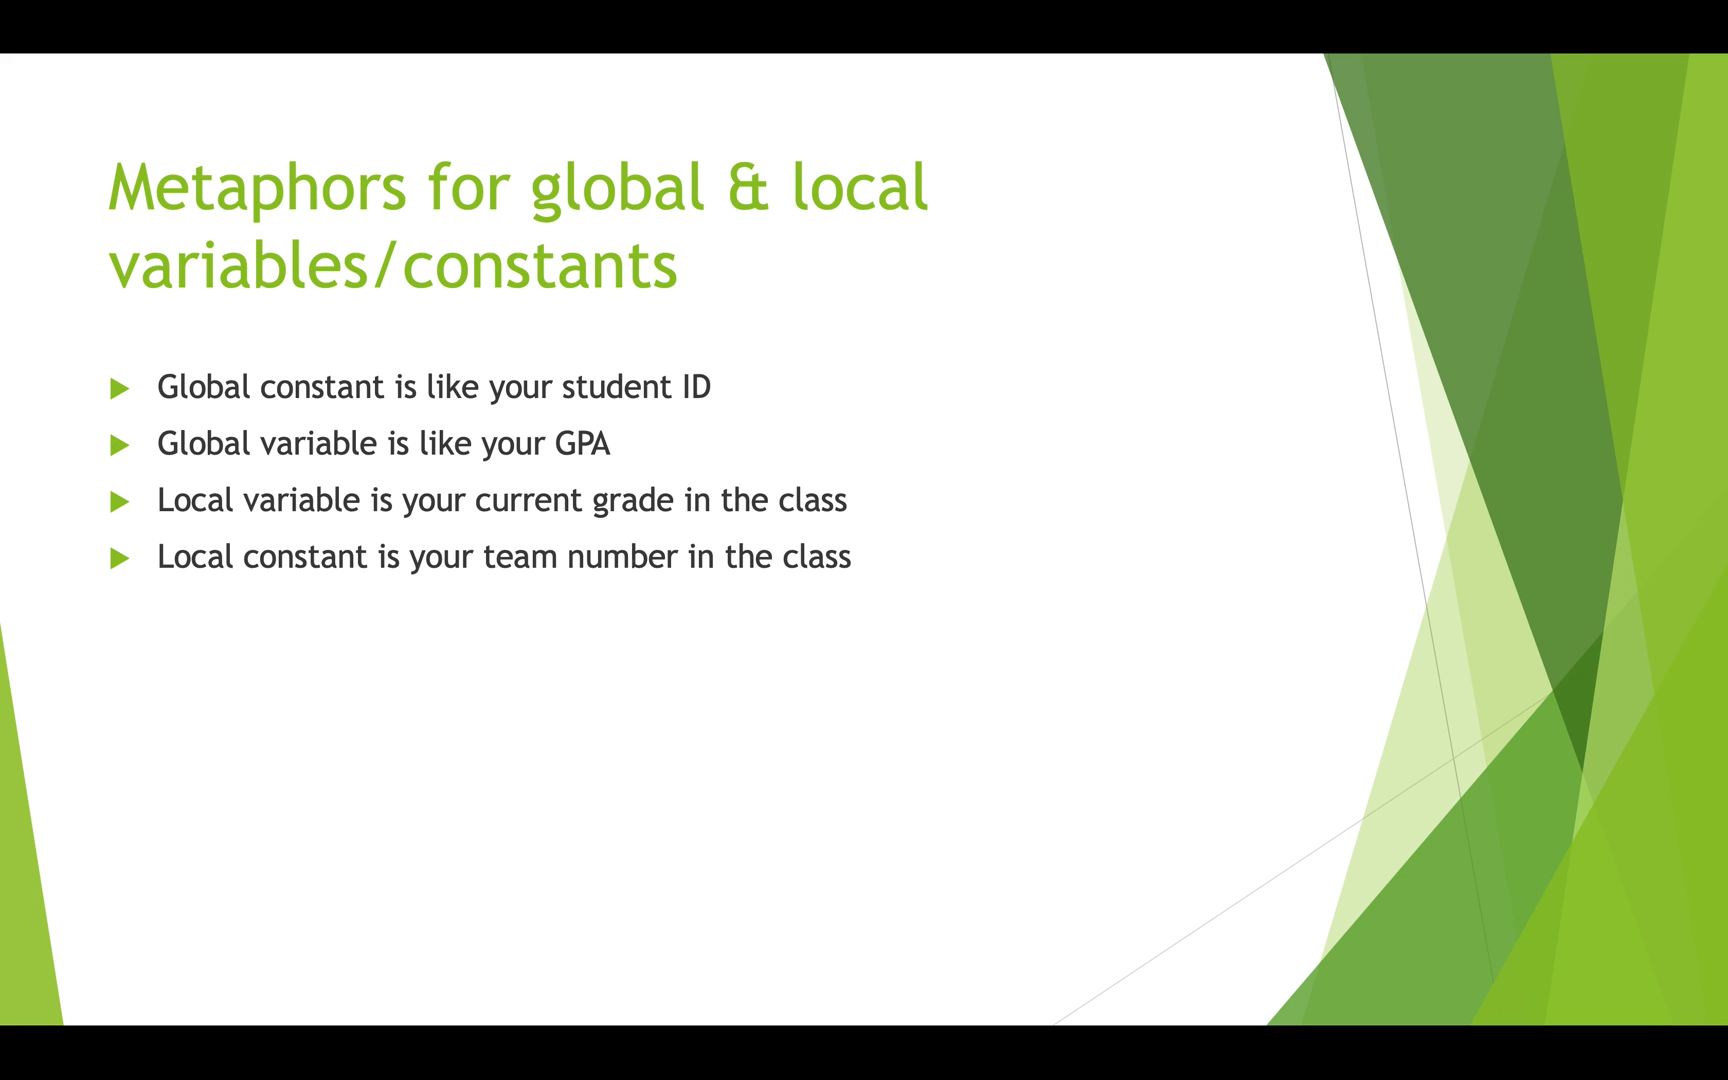 Metaphors for global & local
variables/constants
Global constant is like your student ID
Global variable is like your GPA
Local variable is your current grade in the class
Local constant is your team number in the class